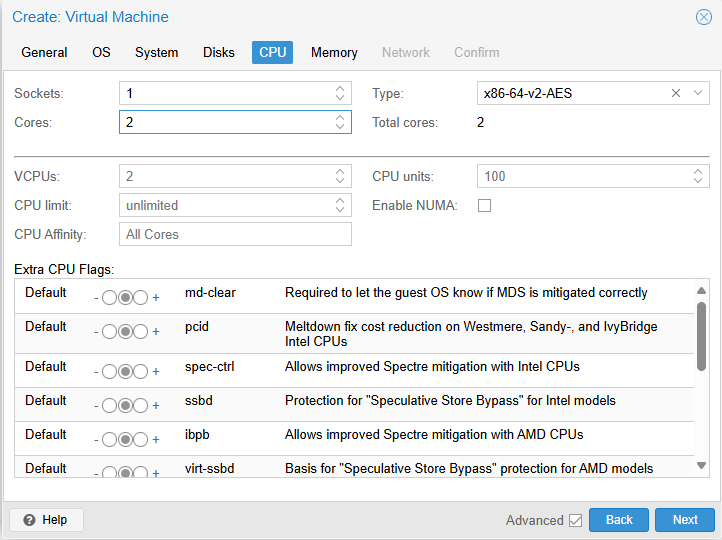 Create: Virtual Machine
General OS System Disks CPU Memory Network Confirm
Sockets: 1 Type: x86-64-v2-AES
Cores: 2 Total cores: 2
VCPUs: 2 CPU units: 100
CPU limit: unlimited Enable NUMA:
CPU Affinity: All Cores
Extra CPU Flags:
Default - + md-clear Required to let the guest OS know if MDS is mitigated correctly
Default - + pcid Meltdown fix cost reduction on Westmere, Sandy-, and IvyBridge
Intel CPUs
Default - + spec-ctrl Allows improved Spectre mitigation with Intel CPUs
Default - + ssbd Protection for "Speculative Store Bypass" for Intel models
Default - + ibpb Allows improved Spectre mitigation with AMD CPUs
Default - + virt-ssbd Basis for "Speculative Store Bypass" protection for AMD models
? Help Advanced Back Next